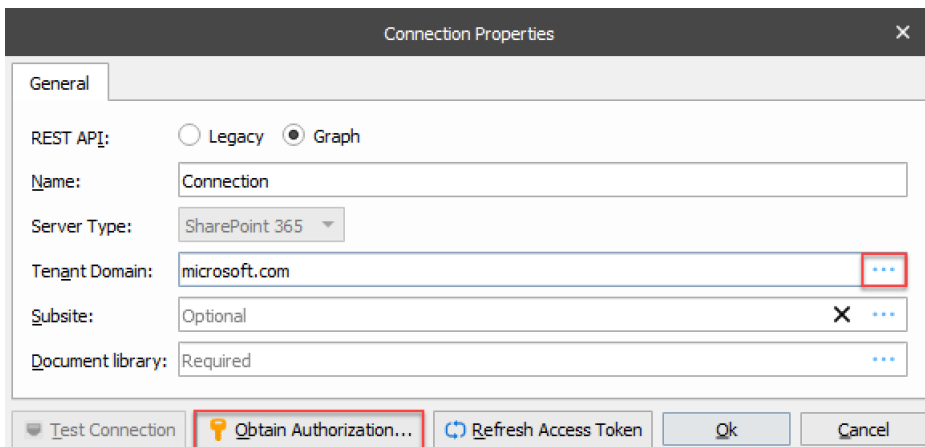 Connection Properties
General
REST API: Legacy Graph
Name: Connection
Server Type: SharePoint 365
Tenant Domain: microsoft.com ...
Subsite: Optional ...
Document library: Required ...
Test Connection Obtain Authorization... Refresh Access Token Ok Cancel